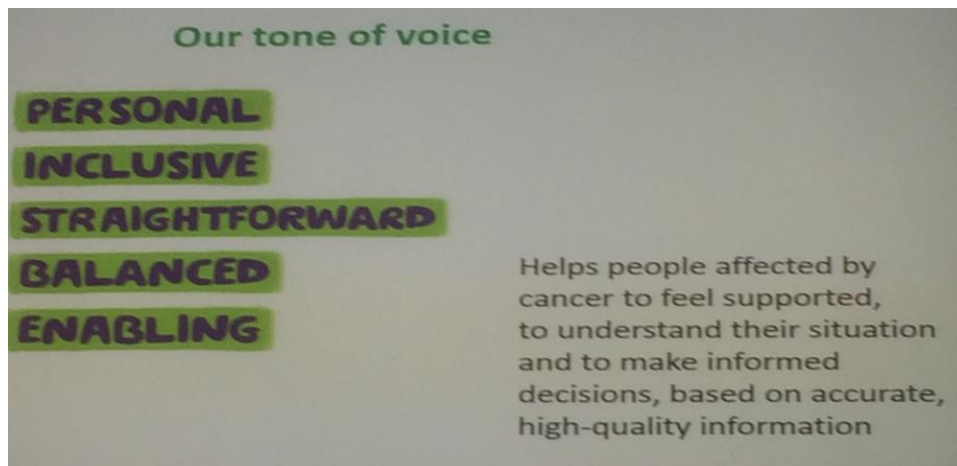 Our tone of voice
PERSONAL
INCLUSIVE
STRAIGHTFORWARD
BALANCED
ENABLING
Helps people affected by
cancer to feel supported,
to understand their situation
and to make informed
decisions, based on accurate,
high-quality information